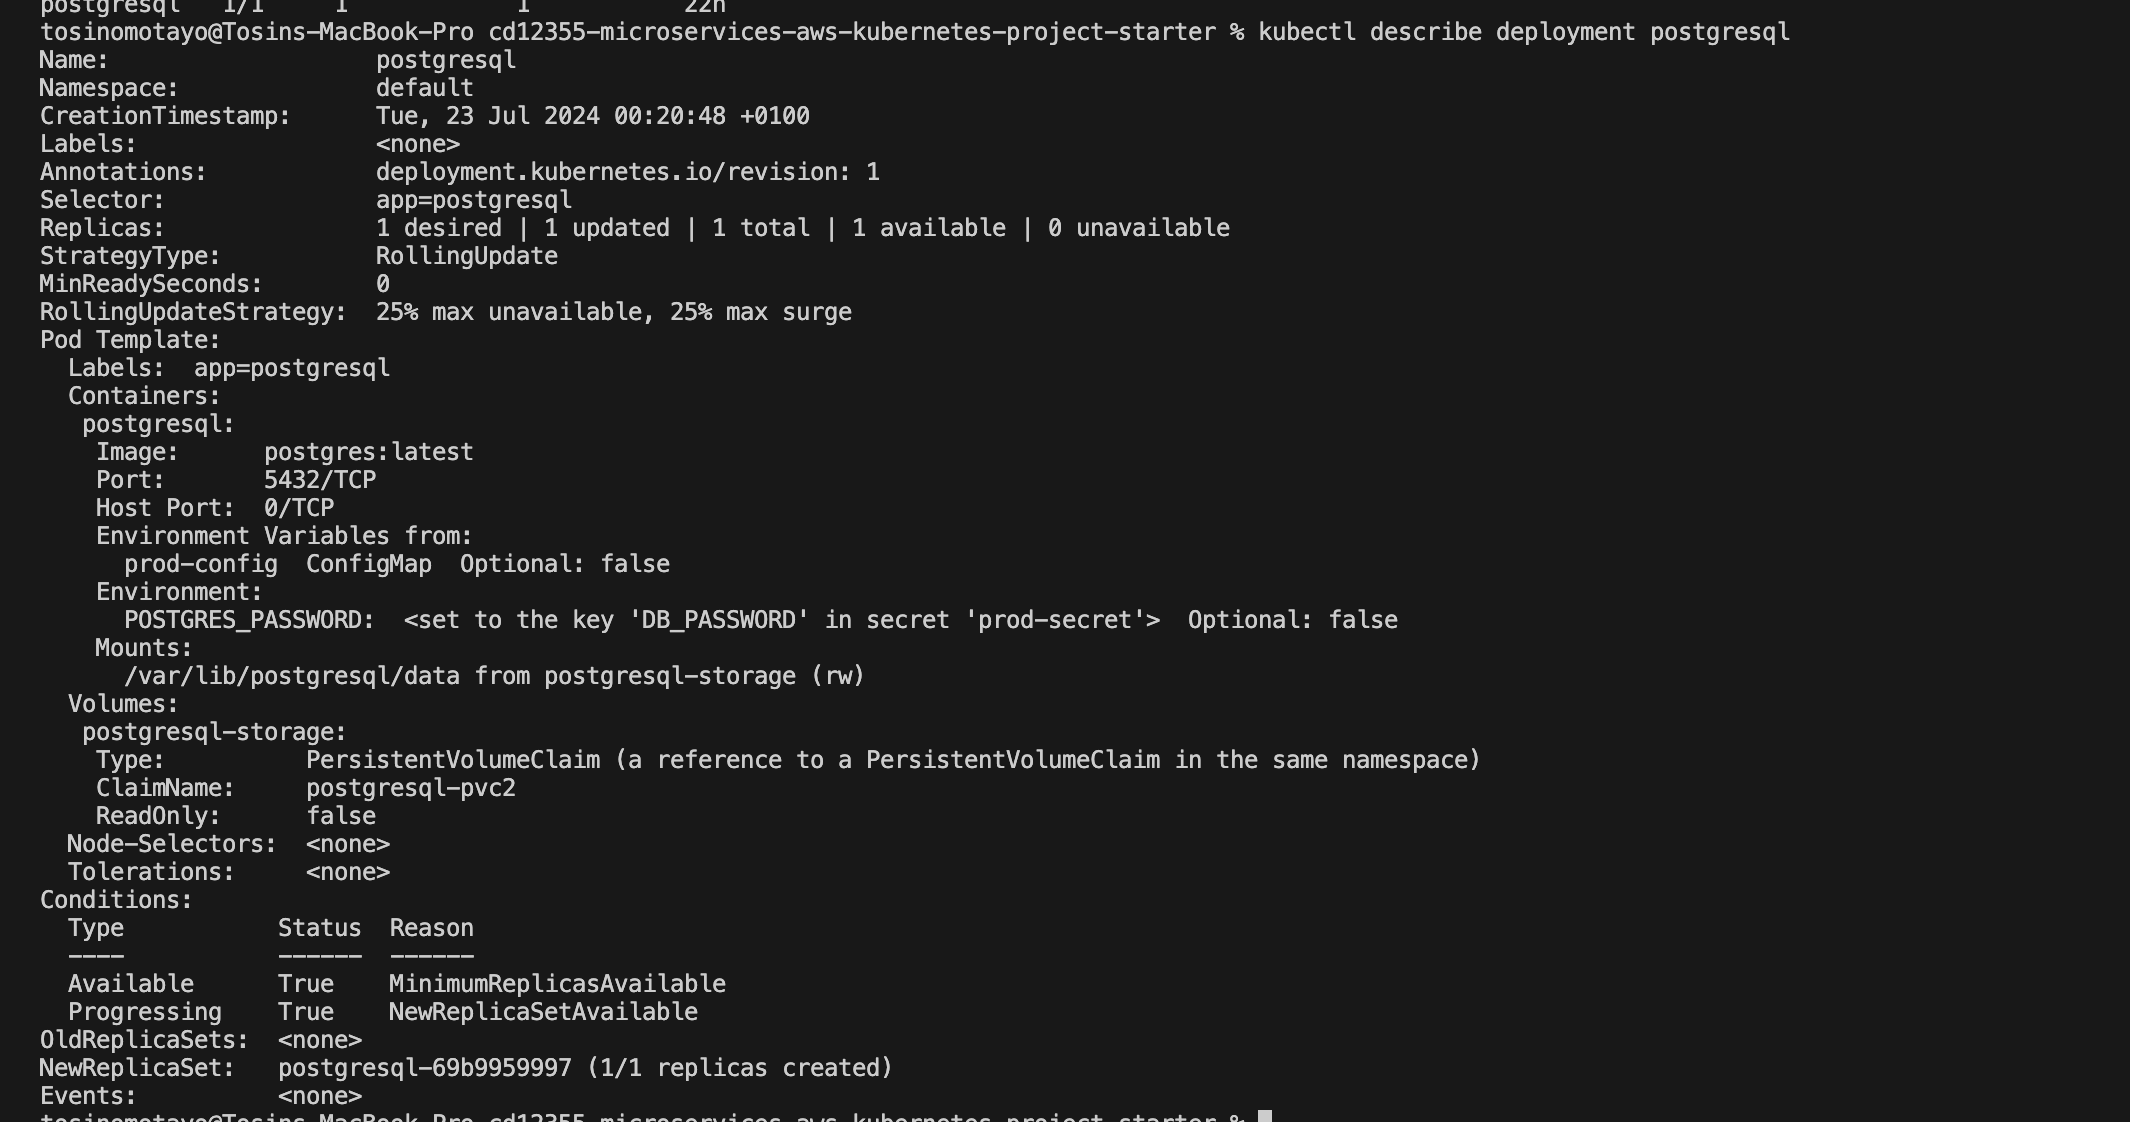 postgresql   1/1     1            1           22h
tosinomotayo@Tosins-MacBook-Pro cd12355-microservices-aws-kubernetes-project-starter % kubectl describe deployment postgresql
Name:                   postgresql
Namespace:              default
CreationTimestamp:      Tue, 23 Jul 2024 00:20:48 +0100
Labels:                 <none>
Annotations:            deployment.kubernetes.io/revision: 1
Selector:               app=postgresql
Replicas:               1 desired | 1 updated | 1 total | 1 available | 0 unavailable
StrategyType:           RollingUpdate
MinReadySeconds:        0
RollingUpdateStrategy:  25% max unavailable, 25% max surge
Pod Template:
  Labels:  app=postgresql
  Containers:
   postgresql:
    Image:      postgres:latest
    Port:       5432/TCP
    Host Port:  0/TCP
    Environment Variables from:
      prod-config  ConfigMap  Optional: false
    Environment:
      POSTGRES_PASSWORD:  <set to the key 'DB_PASSWORD' in secret 'prod-secret'>  Optional: false
    Mounts:
      /var/lib/postgresql/data from postgresql-storage (rw)
  Volumes:
   postgresql-storage:
    Type:          PersistentVolumeClaim (a reference to a PersistentVolumeClaim in the same namespace)
    ClaimName:     postgresql-pvc2
    ReadOnly:      false
  Node-Selectors:  <none>
  Tolerations:     <none>
Conditions:
  Type           Status  Reason
  ----           ------  ------
  Available      True    MinimumReplicasAvailable
  Progressing    True    NewReplicaSetAvailable
OldReplicaSets:  <none>
NewReplicaSet:   postgresql-69b9959997 (1/1 replicas created)
Events:          <none>
tosinomotayo@Tosins-MacBook-Pro cd12355-microservices-aws-kubernetes-project-starter %